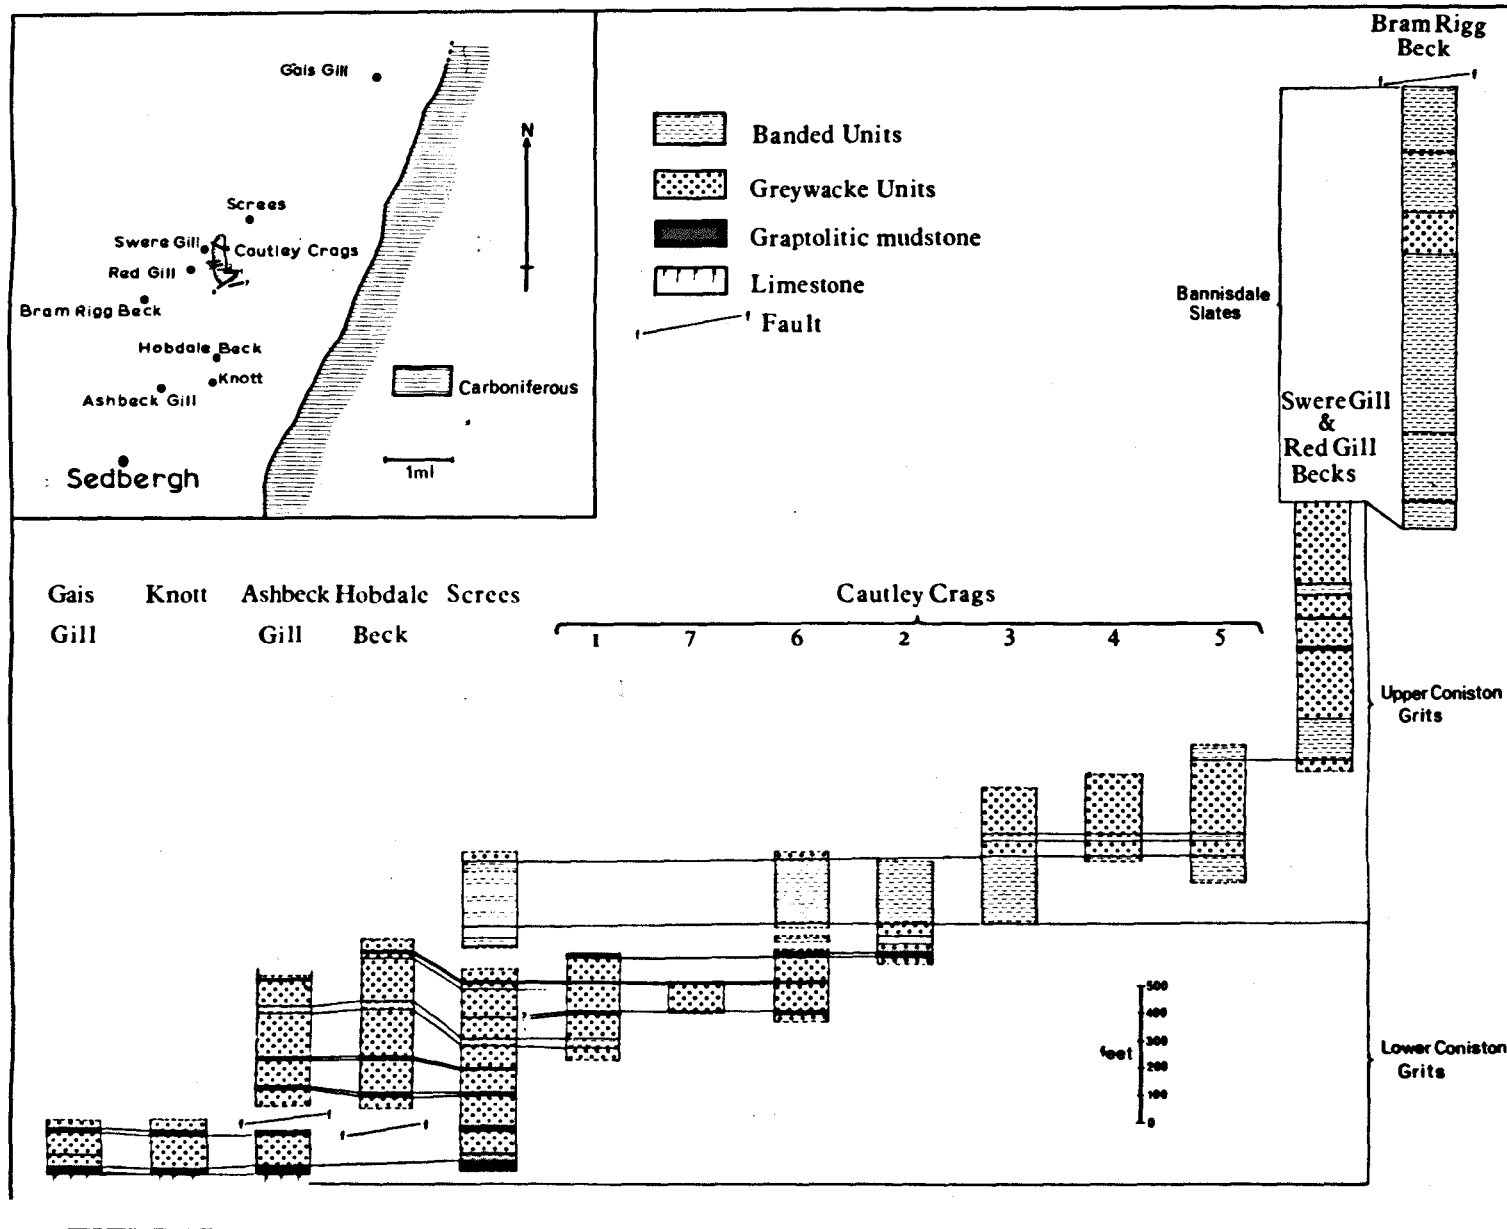 Gais Gill
N
Screes
Swere Gill
Cautley Crags
Red Gill
Bram Rigg Beck
Hobdale Beck
Knott
Ashbeck Gill
Carboniferous
1ml
Sedbergh
Banded Units
Greywacke Units
Graptolitic mudstone
Limestone
f f Fault
Bram Rigg
Beck
f f
Bannisdale
Slates
Swere Gill
&
Red Gill
Becks
Gais
Gill
Knott
Ashbeck
Gill
Hobdale
Beck
Screes
Cautley Crags
1 7 6 2 3 4 5
Upper Coniston
Grits
?
f f
f f
feet
500
400
300
200
100
0
Lower Coniston
Grits